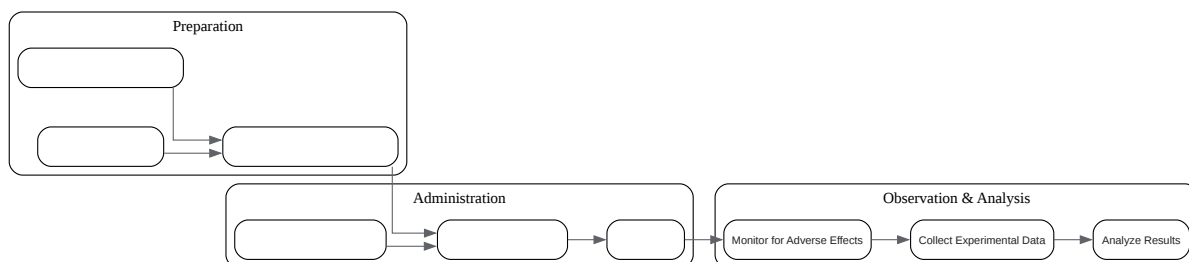 Preparation
Administration
Observation & Analysis
Monitor for Adverse Effects
Collect Experimental Data
Analyze Results